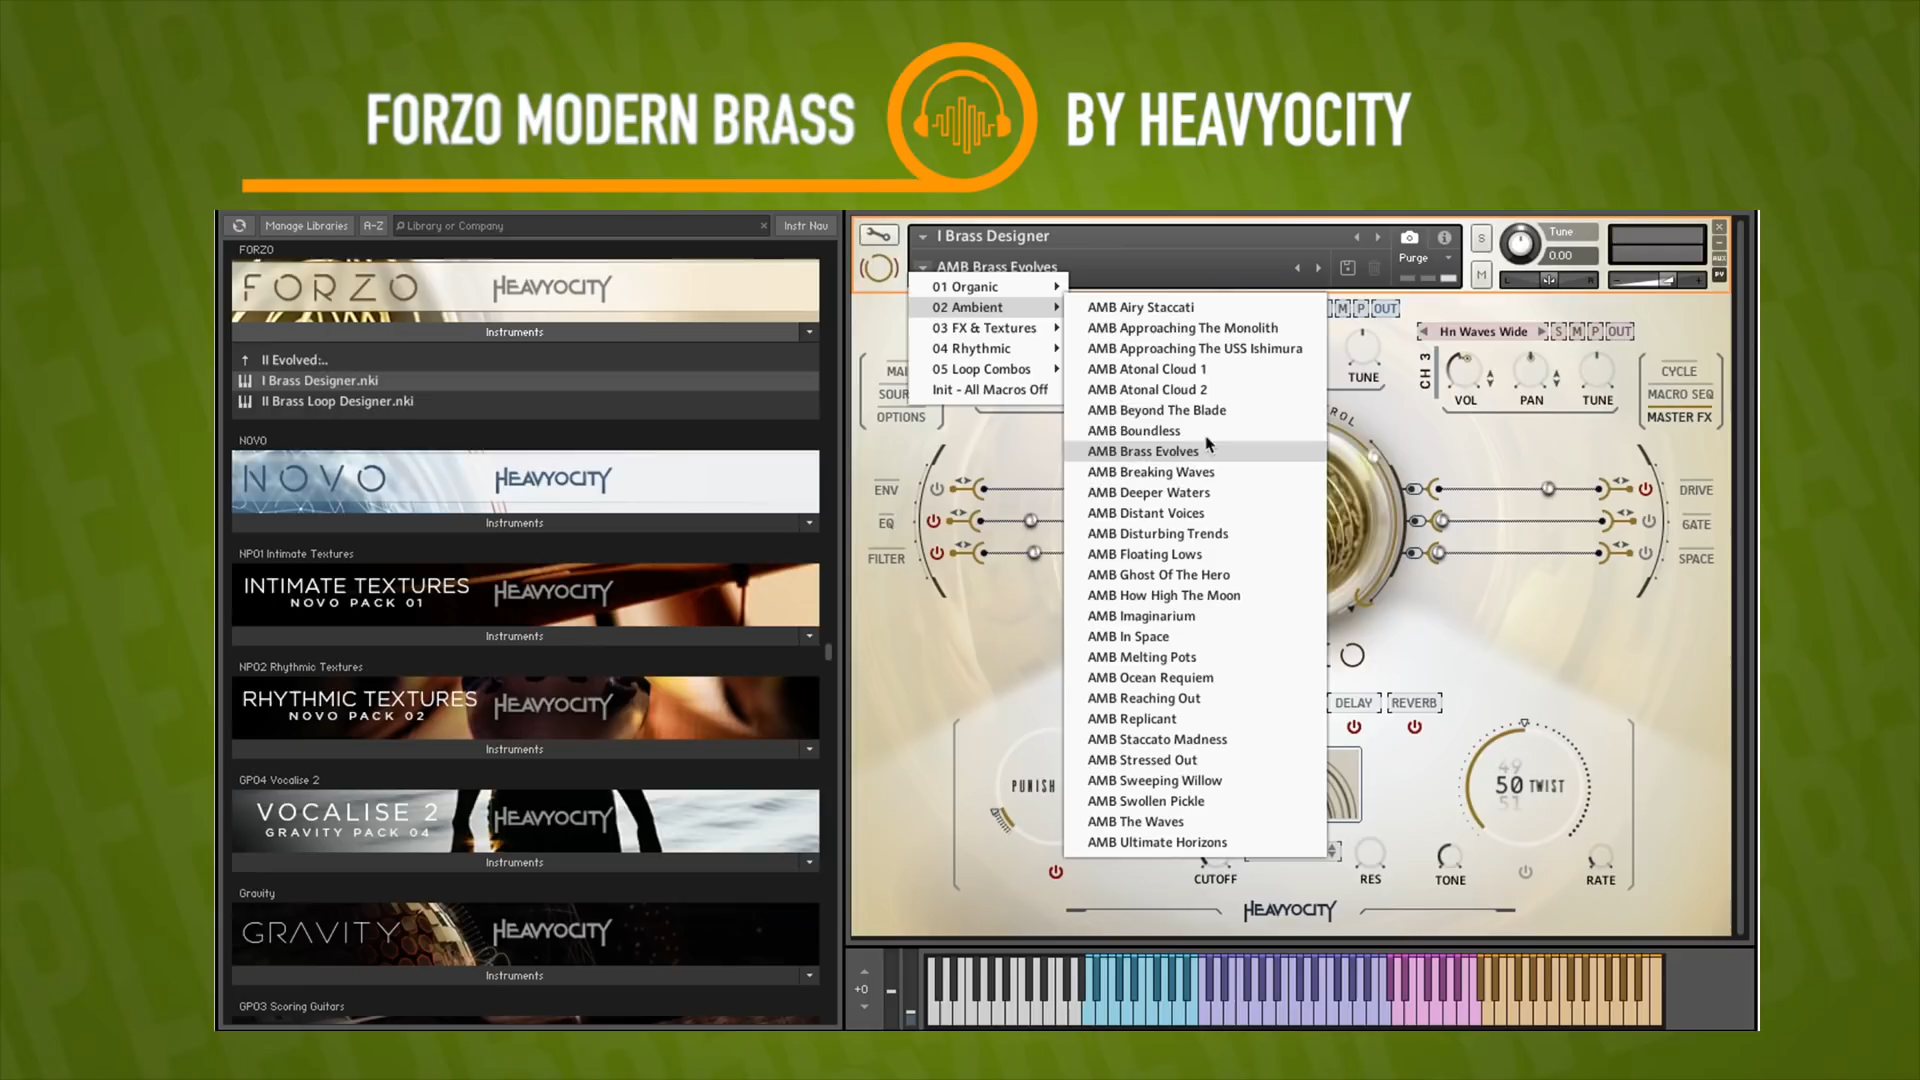 FORZO MODERN BRASS
BY HEAVYOCITY
Manage Libraries
A-Z
Library or Company
Instr Nav
FORZO
FORZO HEAVYOCITY
Instruments
II Evolved:..
I Brass Designer.nki
II Brass Loop Designer.nki
NOVO
NOVO HEAVYOCITY
Instruments
NP01 Intimate Textures
INTIMATE TEXTURES
NOVO PACK 01
HEAVYOCITY
Instruments
NP02 Rhythmic Textures
RHYTHMIC TEXTURES
NOVO PACK 02
HEAVYOCITY
Instruments
GP04 Vocalise 2
VOCALISE 2
GRAVITY PACK 04
HEAVYOCITY
Instruments
Gravity
GRAVITY HEAVYOCITY
Instruments
GP03 Scoring Guitars
I Brass Designer
AMB Brass Evolves
Purge
S
M
Tune
0.00
L
R
AUX
PV
01 Organic
02 Ambient
03 FX & Textures
04 Rhythmic
05 Loop Combos
Init - All Macros Off
AMB Airy Staccati
AMB Approaching The Monolith
AMB Approaching The USS Ishimura
AMB Atonal Cloud 1
AMB Atonal Cloud 2
AMB Beyond The Blade
AMB Boundless
AMB Brass Evolves
AMB Breaking Waves
AMB Deeper Waters
AMB Distant Voices
AMB Disturbing Trends
AMB Floating Lows
AMB Ghost Of The Hero
AMB How High The Moon
AMB Imaginarium
AMB In Space
AMB Melting Pots
AMB Ocean Requiem
AMB Reaching Out
AMB Replicant
AMB Staccato Madness
AMB Stressed Out
AMB Sweeping Willow
AMB Swollen Pickle
AMB The Waves
AMB Ultimate Horizons
M P OUT
TUNE
Hn Waves Wide
S M P OUT
CH 3
VOL
PAN
TUNE
CYCLE
MACRO SEQ
MASTER FX
OPTIONS
ENV
EQ
FILTER
DRIVE
GATE
SPACE
DELAY
REVERB
PUNISH
49
50 TWIST
51
CUTOFF
RES
TONE
RATE
HEAVYOCITY
+0